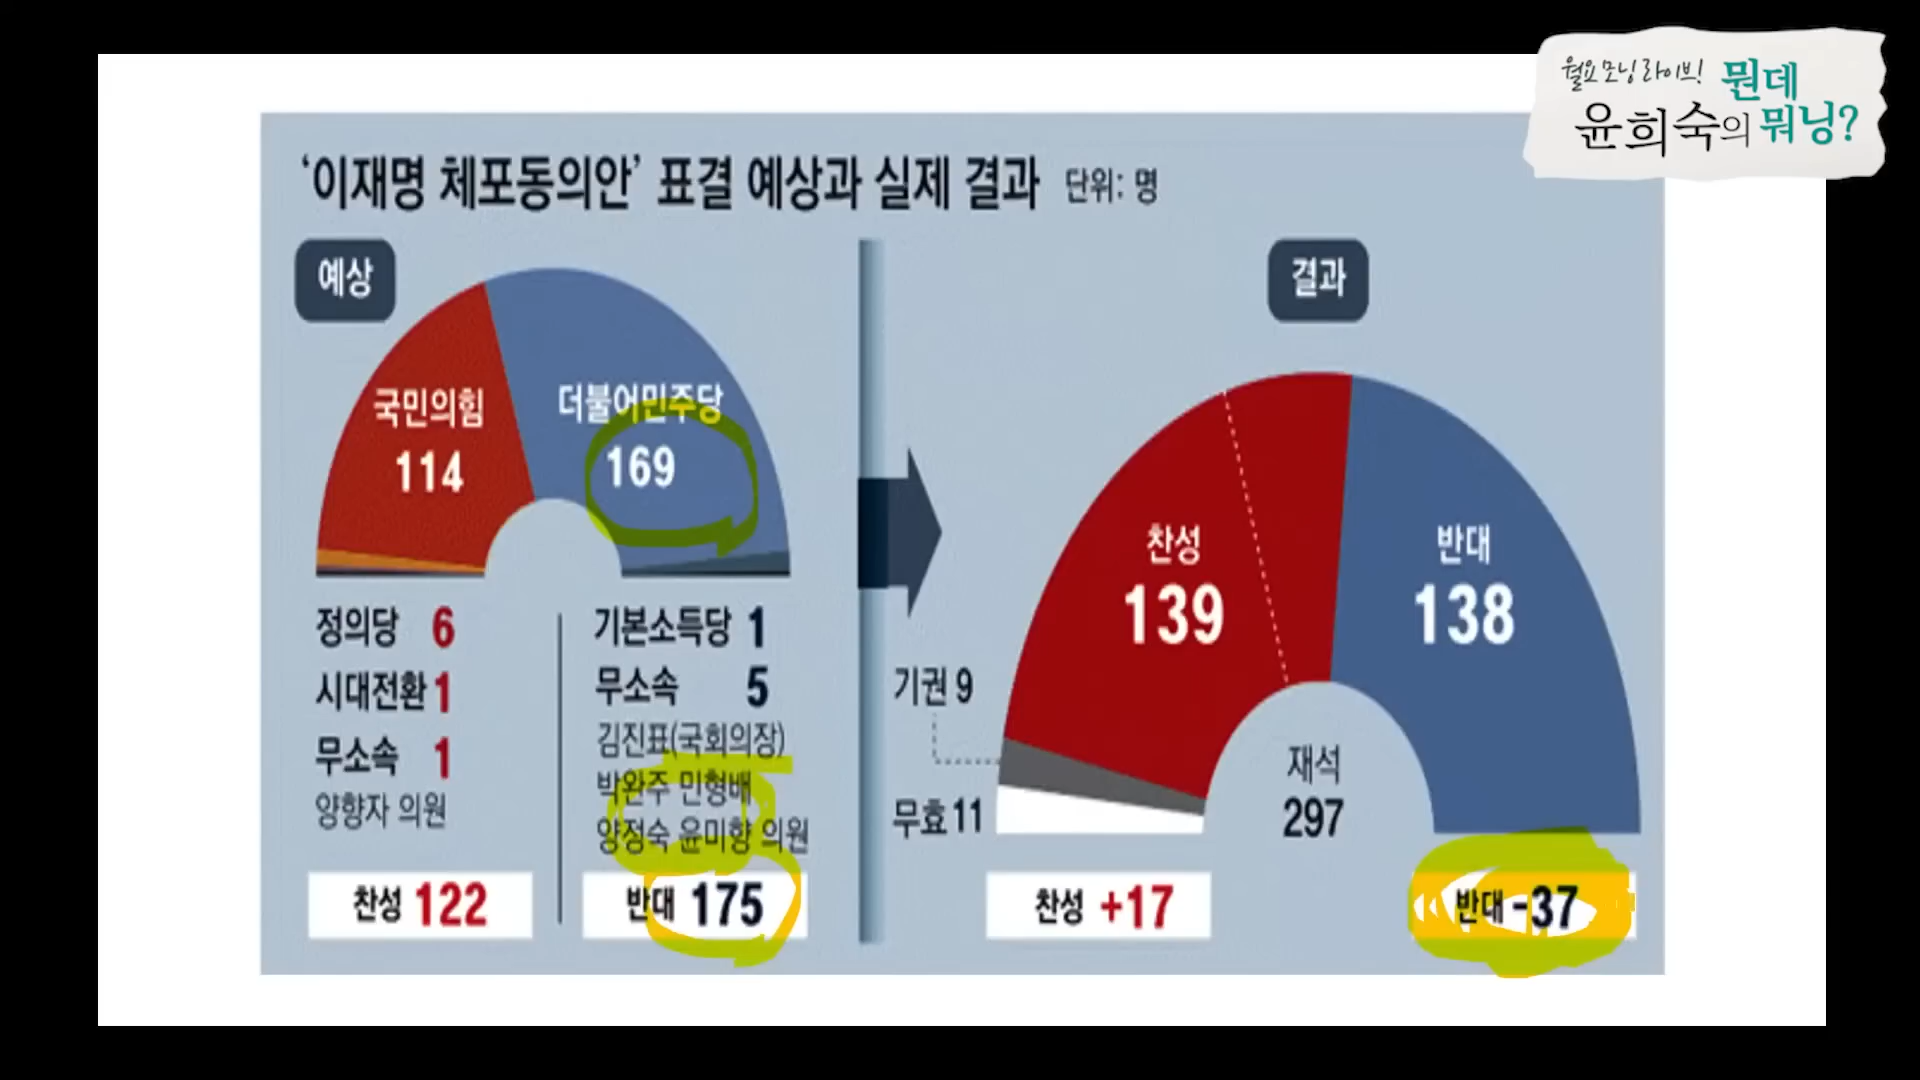 월요모닝라이브! 뭔데
윤희숙의 뭐닝?
‘이재명 체포동의안’ 표결 예상과 실제 결과 단위: 명
예상
국민의힘
114
더불어민주당
169
정의당 6
시대전환 1
무소속 1
양향자 의원
찬성 122
기본소득당 1
무소속 5
김진표(국회의장)
박완주 민형배
양정숙 윤미향 의원
반대 175
결과
찬성
139
반대
138
기권 9
무효 11
재석
297
찬성 +17
반대 -37